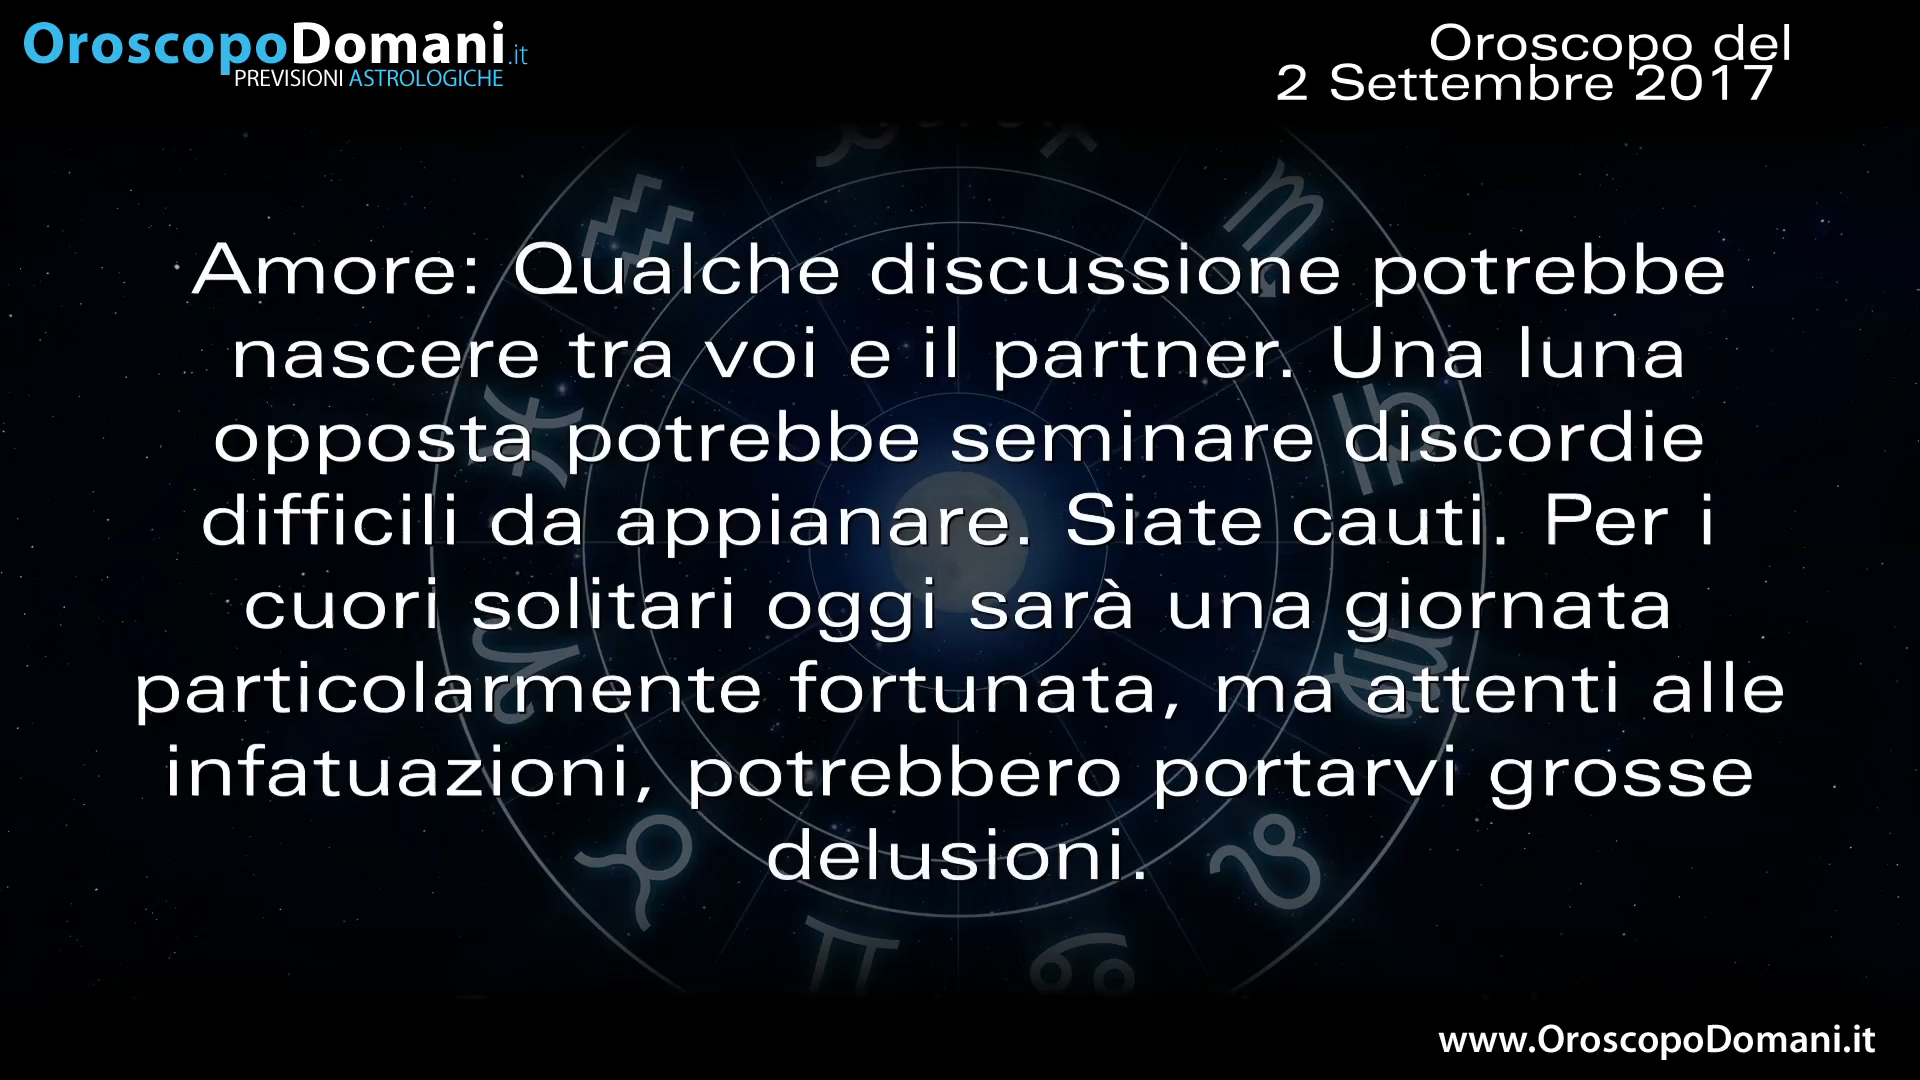 OroscopoDomani.it
PREVISIONI ASTROLOGICHE
Oroscopo del
2 Settembre 2017
Amore: Qualche discussione potrebbe
nascere tra voi e il partner. Una luna
opposta potrebbe seminare discordie
difficili da appianare. Siate cauti. Per i
cuori solitari oggi sarà una giornata
particolarmente fortunata, ma attenti alle
infatuazioni, potrebbero portarvi grosse
delusioni.
www.OroscopoDomani.it